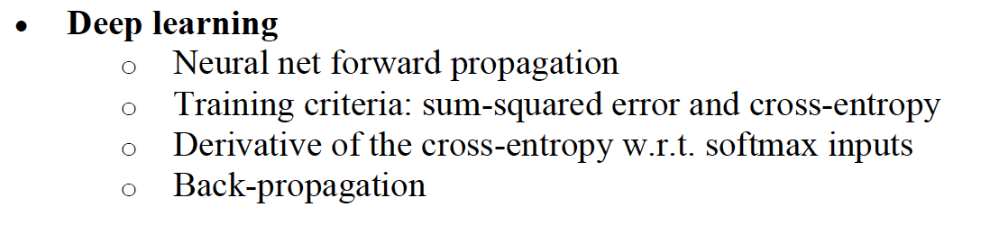 • Deep learning
o Neural net forward propagation
o Training criteria: sum-squared error and cross-entropy
o Derivative of the cross-entropy w.r.t. softmax inputs
o Back-propagation